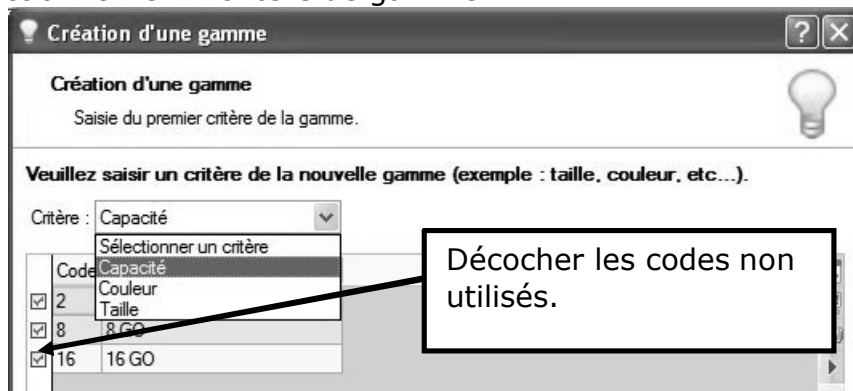 Création d'une gamme
Création d'une gamme
Saisie du premier critère de la gamme.
Veuillez saisir un critère de la nouvelle gamme (exemple : taille, couleur, etc...).
Critère : Capacité
Sélectionner un critère
Code Capacité
Couleur
2 Taille
8 8 GO
16 16 GO
Décocher les codes non
utilisés.